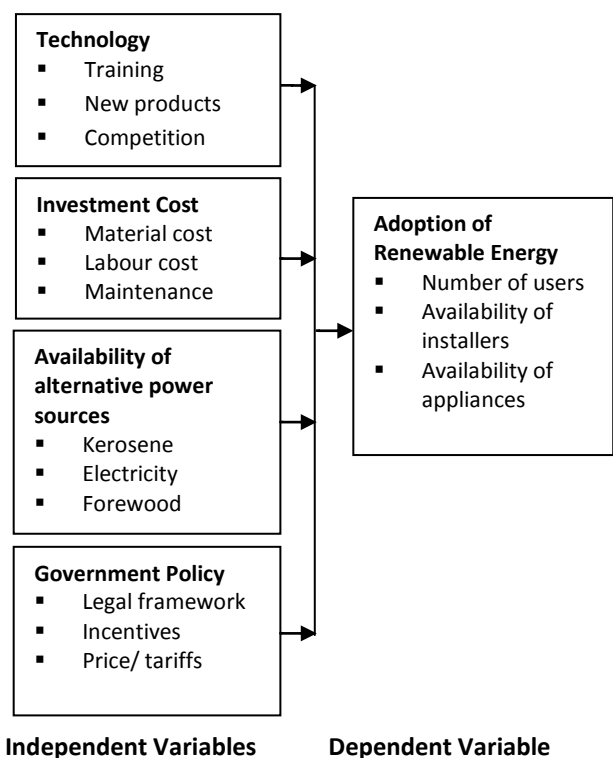 Technology
▪ Training
▪ New products
▪ Competition
Investment Cost
▪ Material cost
▪ Labour cost
▪ Maintenance
Availability of
alternative power
sources
▪ Kerosene
▪ Electricity
▪ Forewood
Government Policy
▪ Legal framework
▪ Incentives
▪ Price/ tariffs
Adoption of
Renewable Energy
▪ Number of users
▪ Availability of
installers
▪ Availability of
appliances
Independent Variables
Dependent Variable